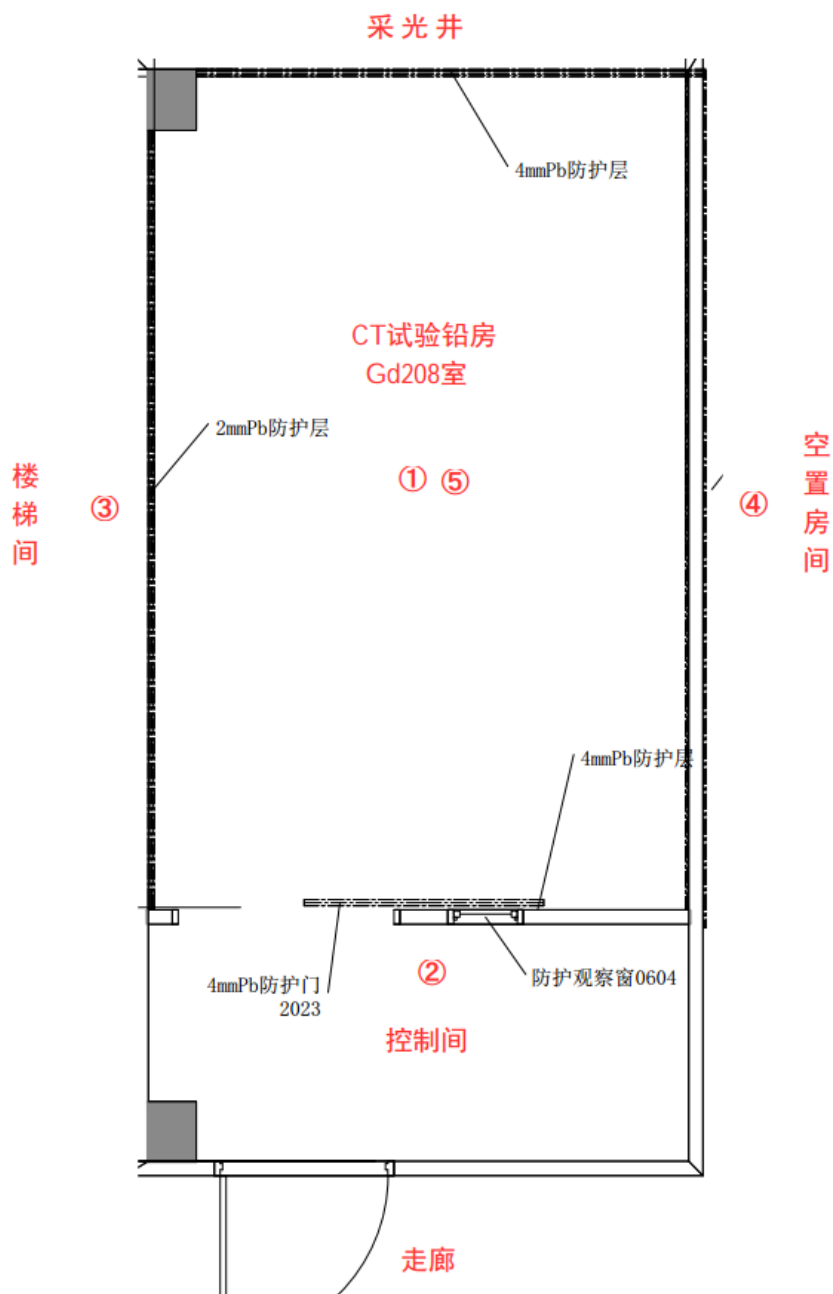 采光井
4mmPb防护层
CT试验铅房
Gd208室
2mmPb防护层
楼梯间
③
① ⑤
④
空置房间
4mmPb防护层
4mmPb防护门
2023
②
防护观察窗0604
控制间
走廊